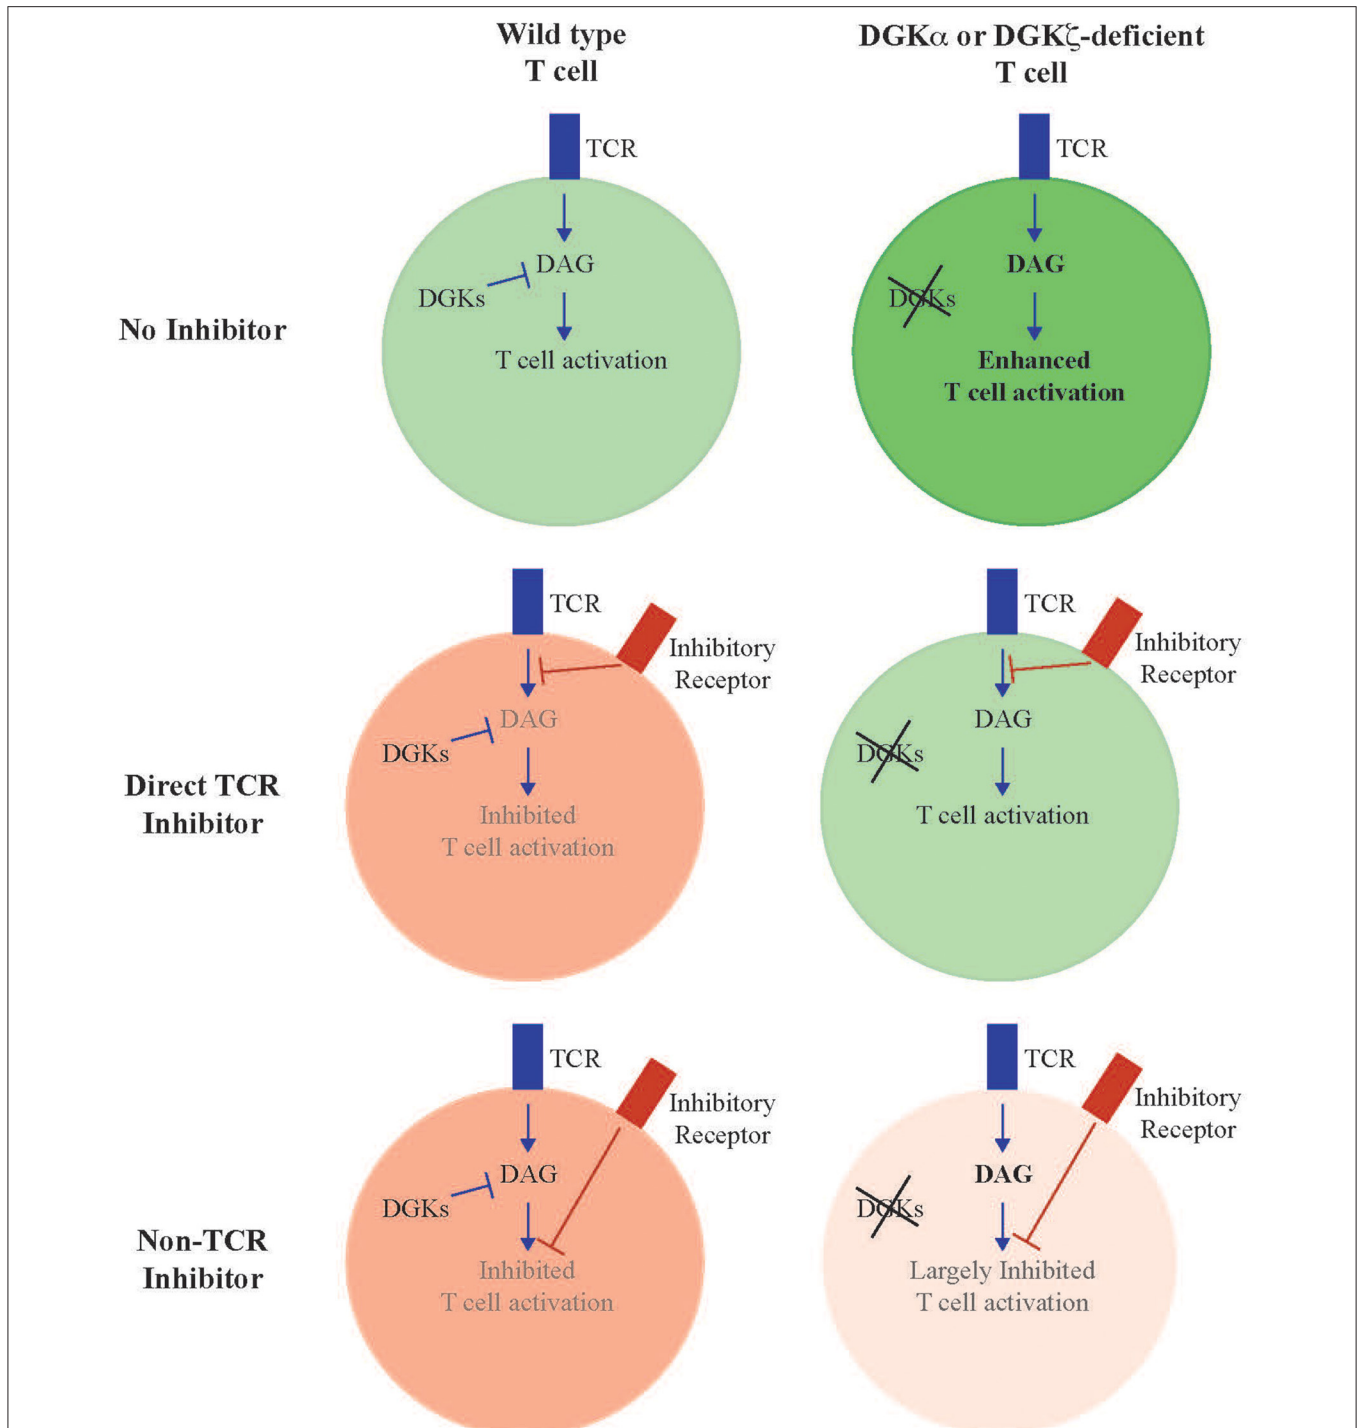 Wild type
T cell
DGKα or DGKζ-deficient
T cell
No Inhibitor
TCR
DAG
DGKs
T cell activation
TCR
DAG
DGKs
Enhanced
T cell activation
Direct TCR
Inhibitor
TCR
Inhibitory
Receptor
DAG
DGKs
Inhibited
T cell activation
TCR
Inhibitory
Receptor
DAG
DGKs
T cell activation
Non-TCR
Inhibitor
TCR
Inhibitory
Receptor
DAG
DGKs
Inhibited
T cell activation
TCR
Inhibitory
Receptor
DAG
DGKs
Largely Inhibited
T cell activation